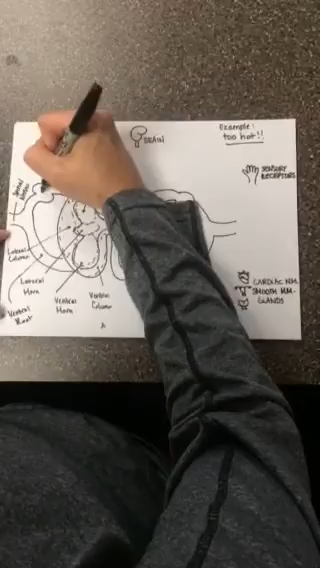 Example:
too hot!!
BRAIN
SENSORY
RECEPTORS
Spinal
Lateral
Column
Lateral
Horn
Ventral
Root
Ventral
Horn
Ventral
Column
A
CARDIAC MM.
SMOOTH MM.
GLANDS